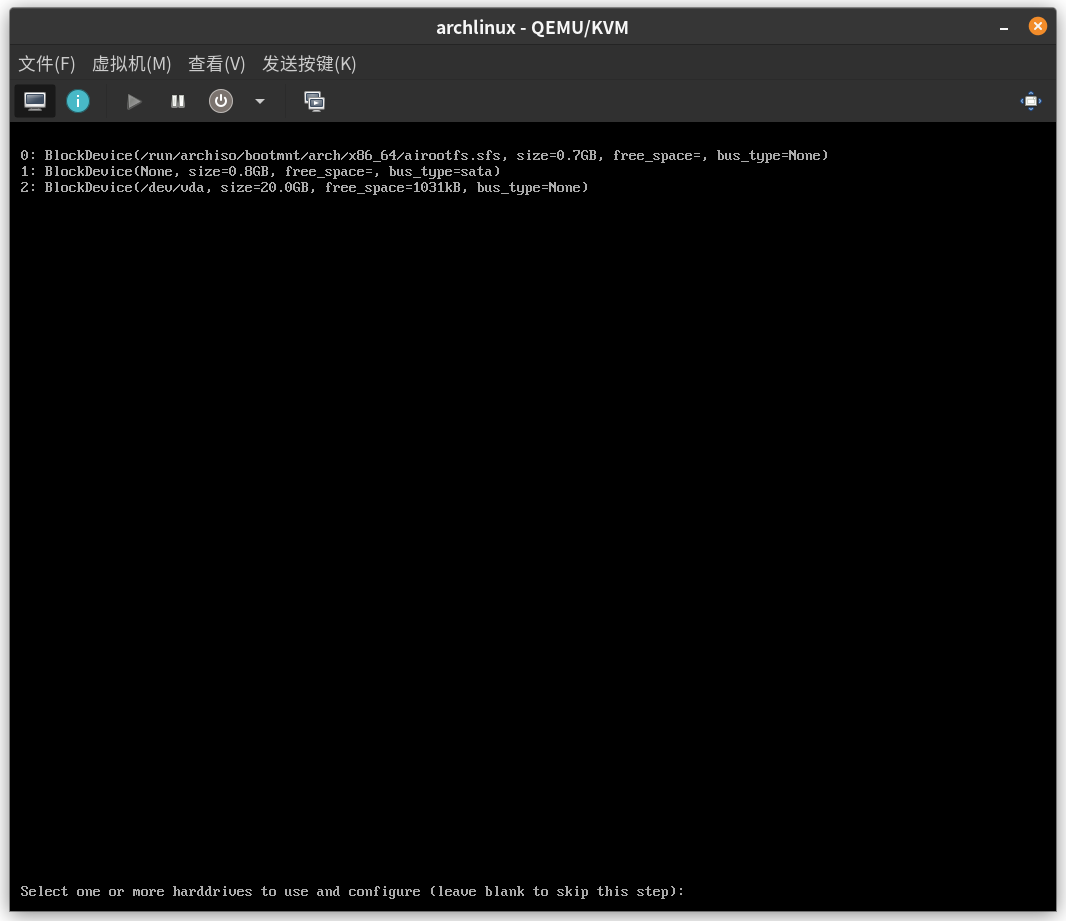 archlinux - QEMU/KVM
文件(F) 虚拟机(M) 查看(V) 发送按键(K)
0: BlockDevice(/run/archiso/bootmnt/arch/x86_64/airootfs.sfs, size=0.7GB, free_space=, bus_type=None)
1: BlockDevice(None, size=0.8GB, free_space=, bus_type=sata)
2: BlockDevice(/dev/vda, size=20.0GB, free_space=1031kB, bus_type=None)
Select one or more harddrives to use and configure (leave blank to skip this step):